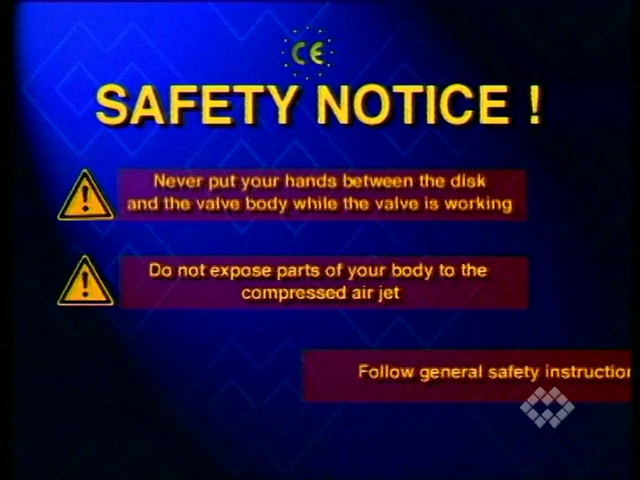 CE
SAFETY NOTICE !
Never put your hands between the disk
and the valve body while the valve is working
Do not expose parts of your body to the
compressed air jet
Follow general safety instruction